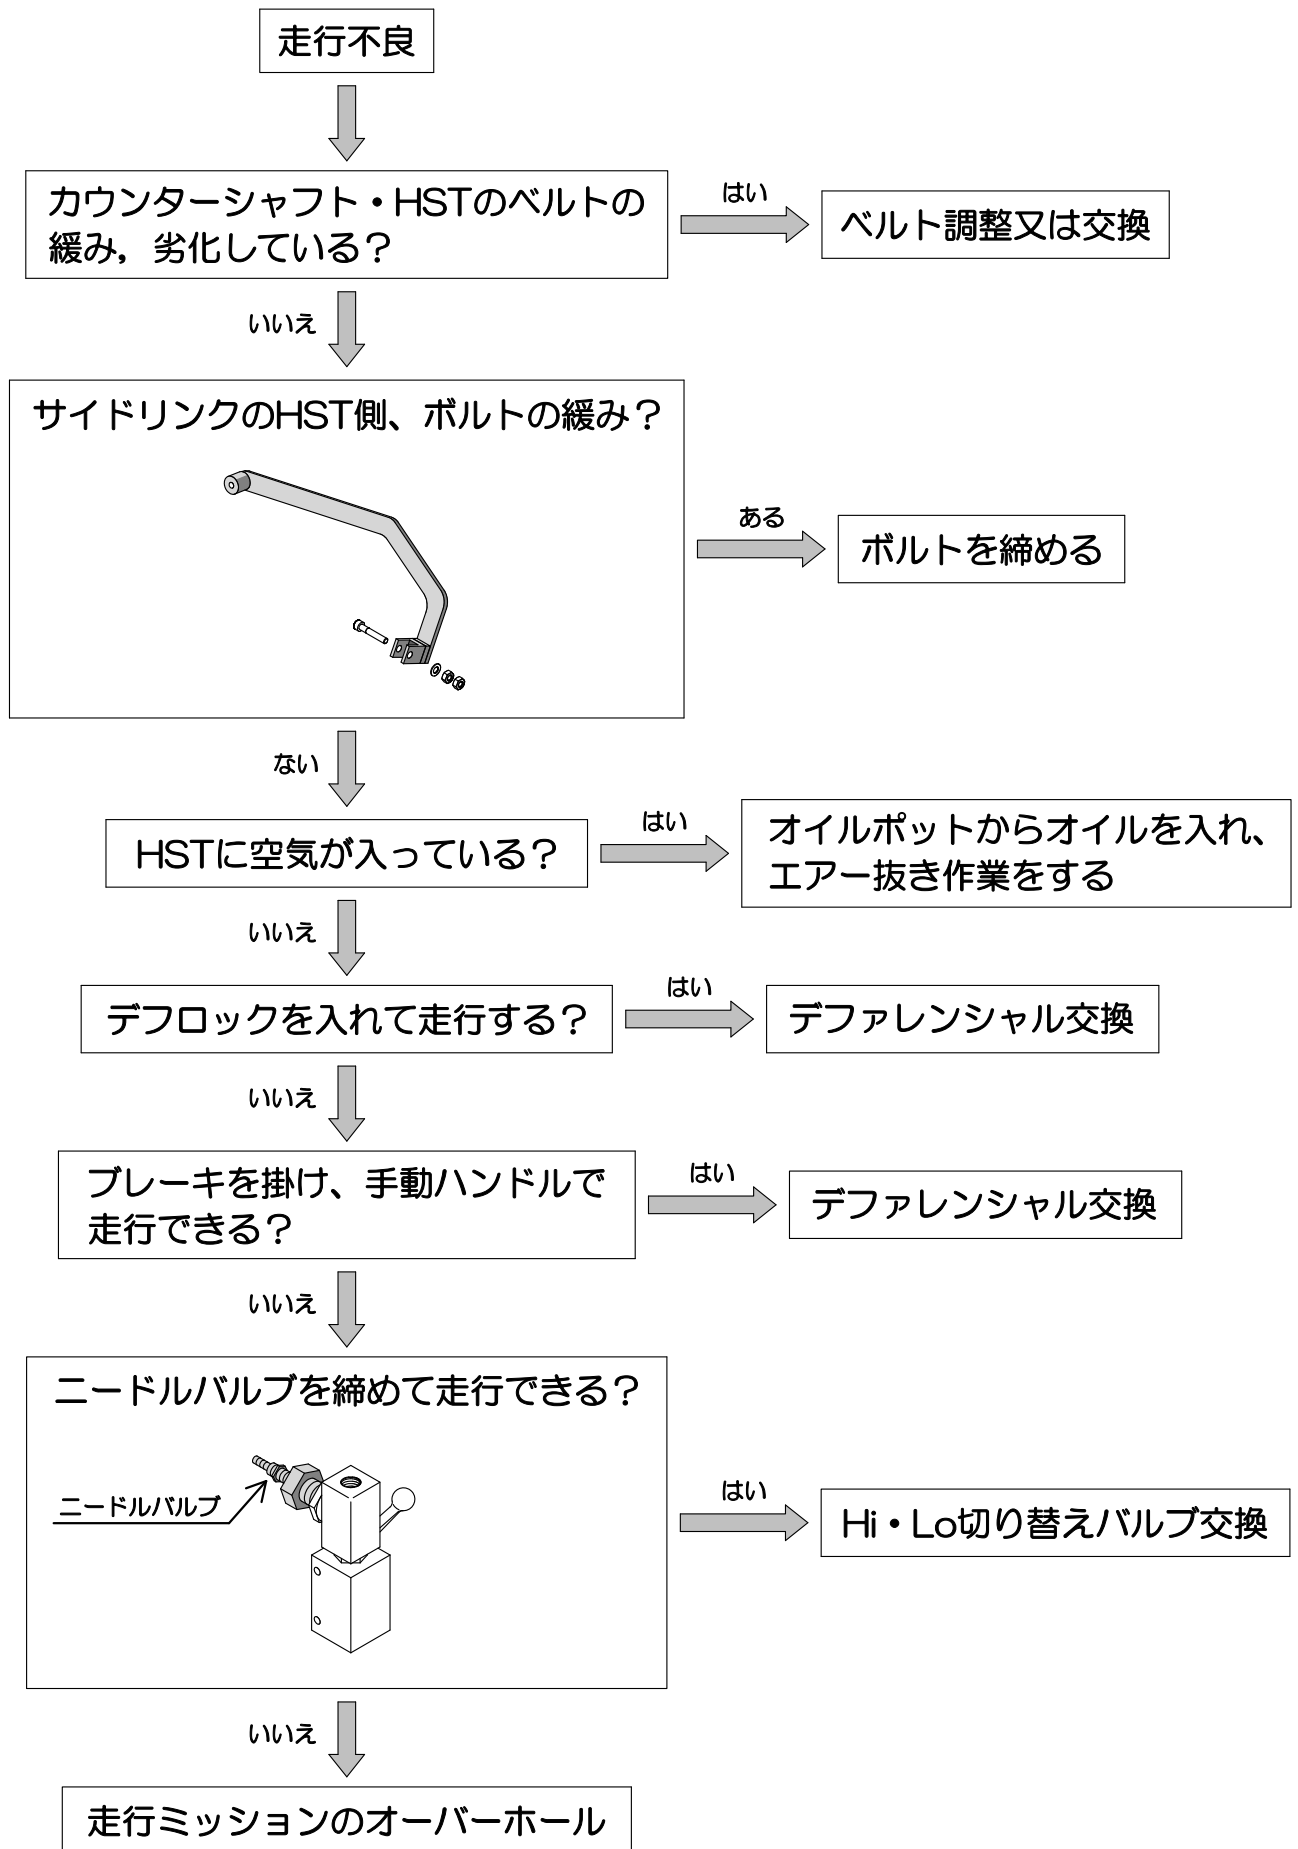 走行不良
カウンターシャフト・HSTのベルトの
緩み，劣化している？
はい
ベルト調整又は交換
いいえ
サイドリンクのHST側、ボルトの緩み？
ある
ボルトを締める
ない
HSTに空気が入っている？
はい
オイルポットからオイルを入れ、
エアー抜き作業をする
いいえ
デフロックを入れて走行する？
はい
デファレンシャル交換
いいえ
ブレーキを掛け、手動ハンドルで
走行できる？
はい
デファレンシャル交換
いいえ
ニードルバルブを締めて走行できる？
ニードルバルブ
はい
Hi・Lo切り替えバルブ交換
いいえ
走行ミッションのオーバーホール